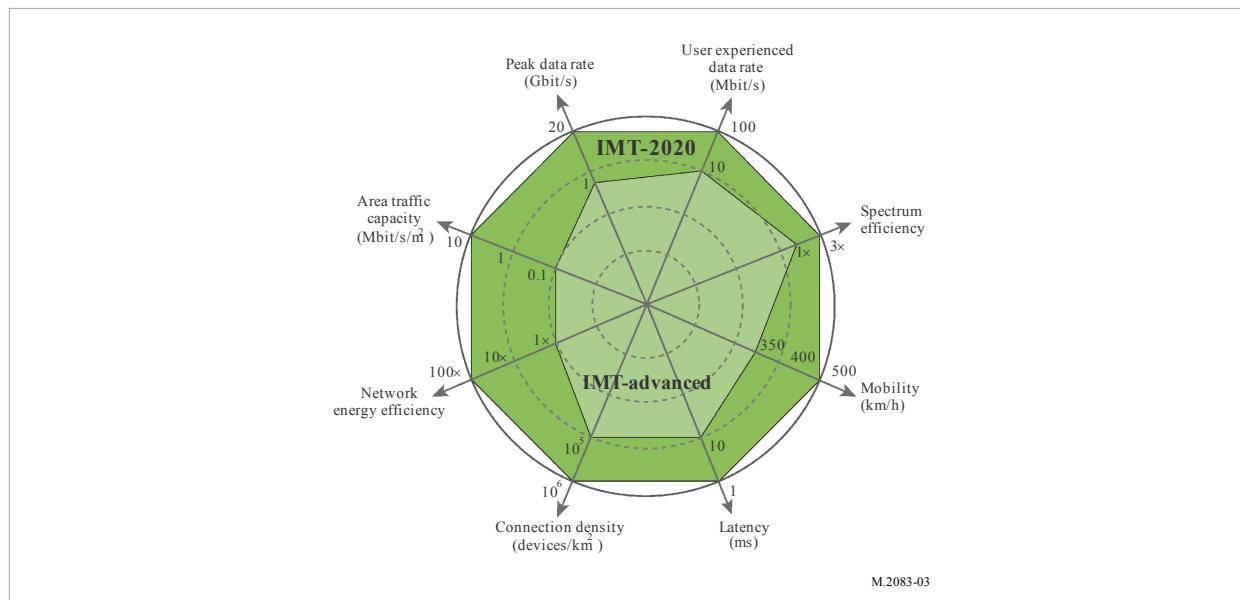 User experienced
data rate
(Mbit/s)
Peak data rate
(Gbit/s)
20
100
IMT-2020
1
10
Area traffic
capacity
(Mbit/s/m²)
10
1
0.1
Spectrum
efficiency
1×
3×
1×
10×
100×
Network
energy efficiency
350
400
500
Mobility
(km/h)
IMT-advanced
10⁵
10⁶
Connection density
(devices/km²)
10
1
Latency
(ms)
M.2083-03